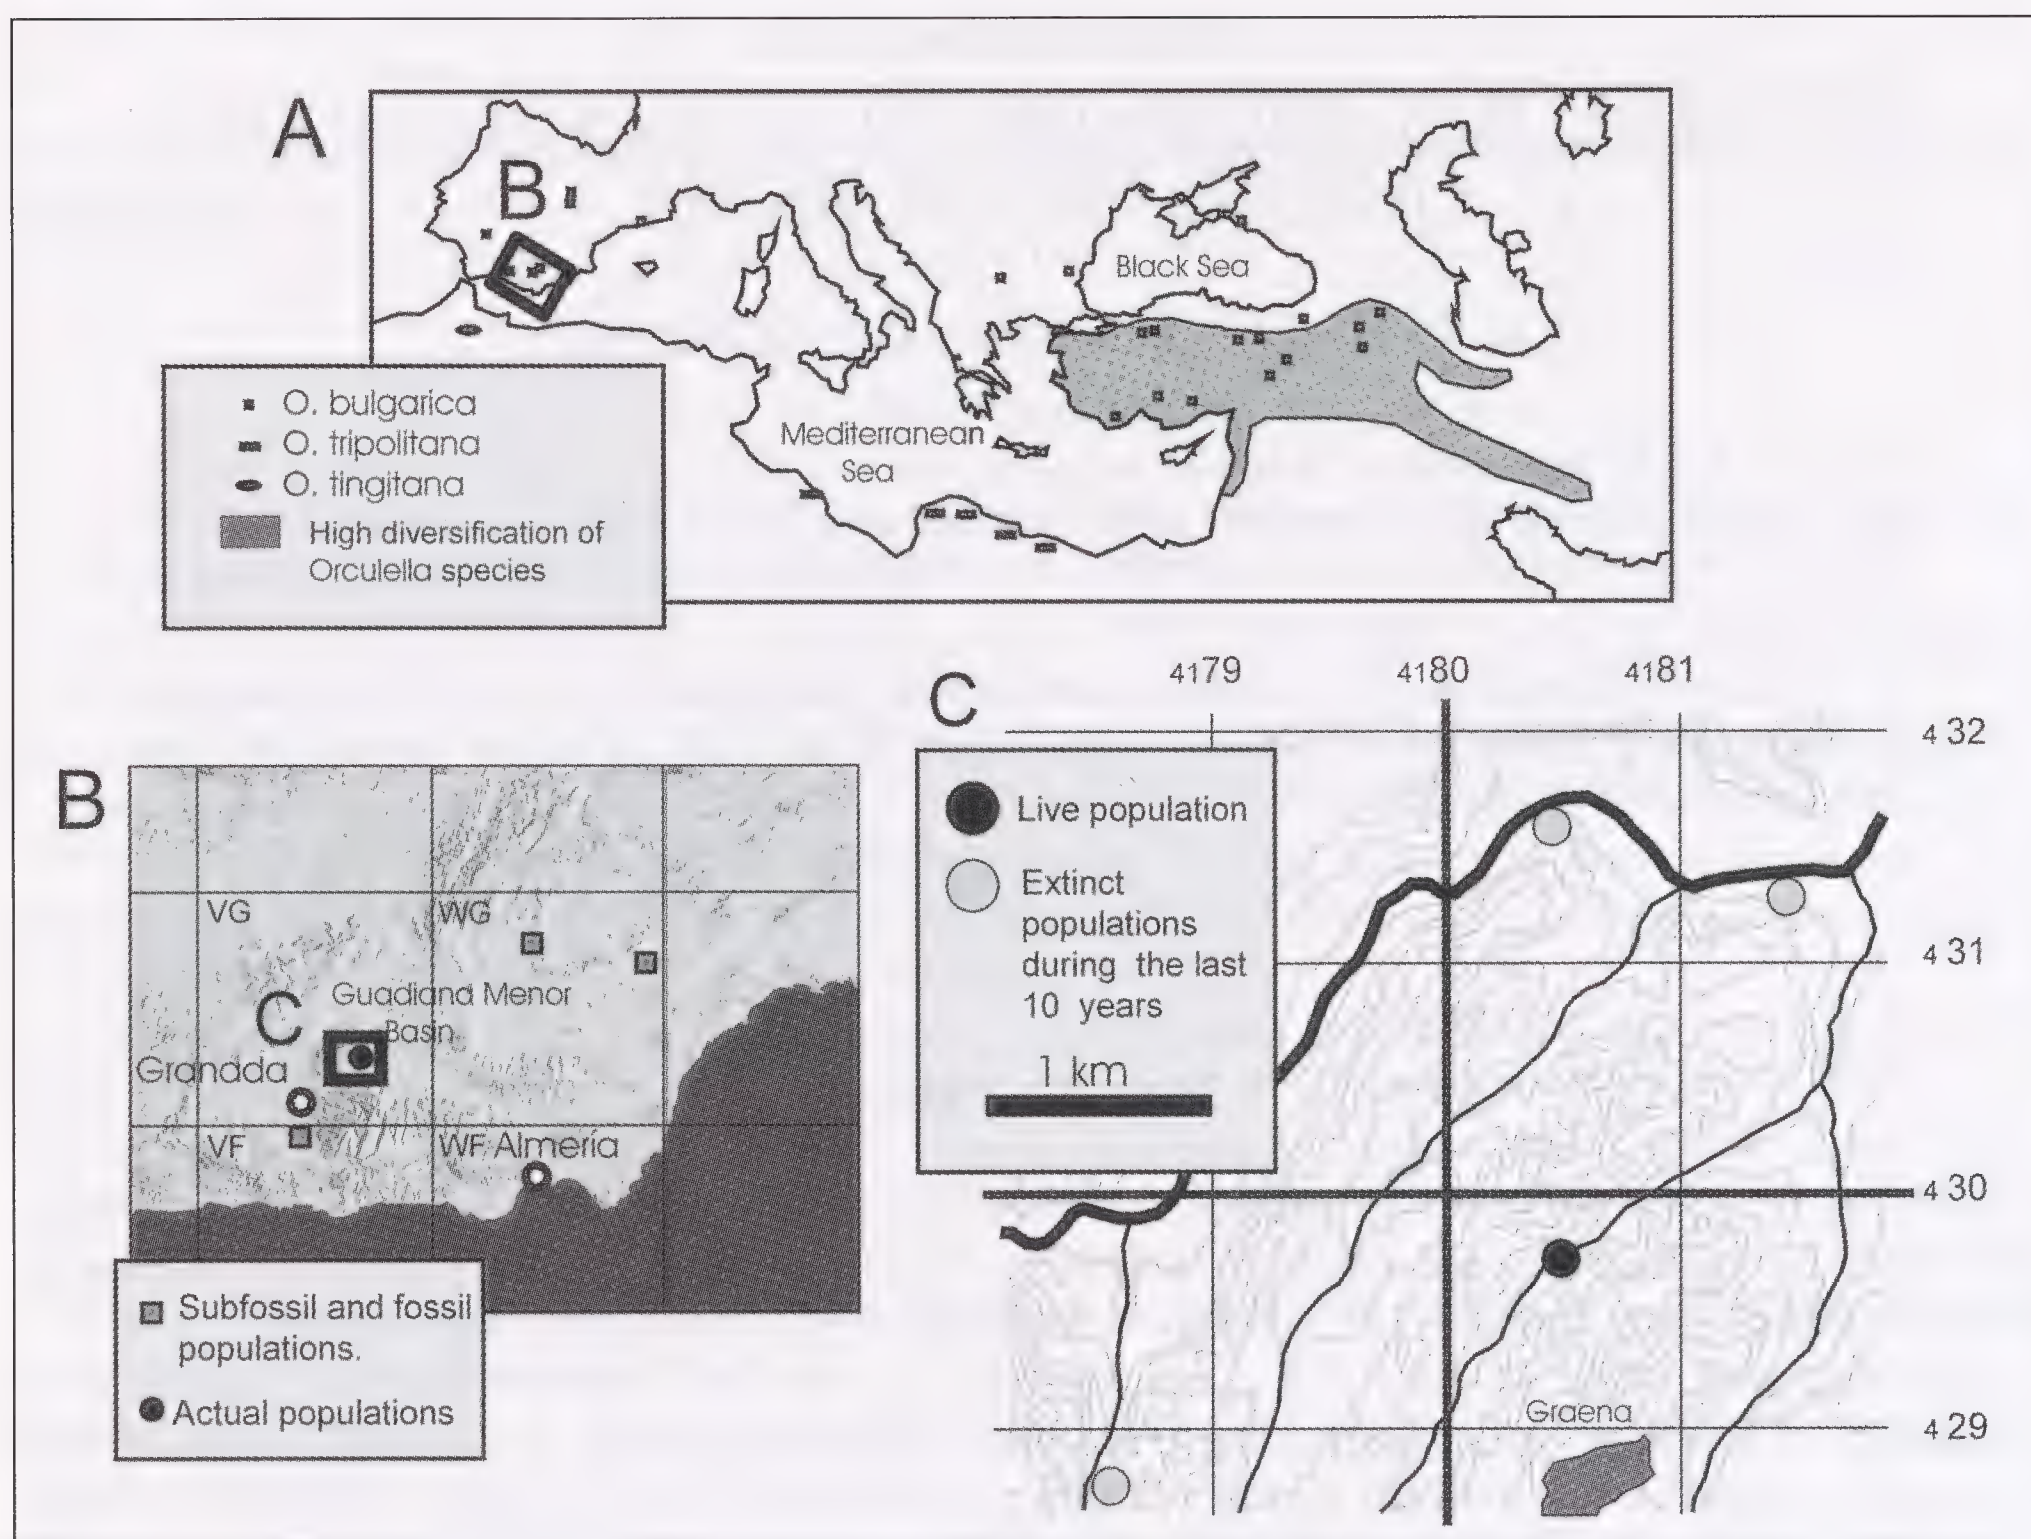 A
B
Black Sea
O. bulgarica
O. tripolitana
O. tingitana
High diversification of
Orculella species
Mediterranean
Sea
B
VG
WG
Guadiana Menor
Basin
C
Granada
VF
WF Almería
Subfossil and fossil
populations.
Actual populations
C
4179
4180
4181
4 32
4 31
4 30
4 29
Live population
Extinct
populations
during the last
10 years
1 km
Graena